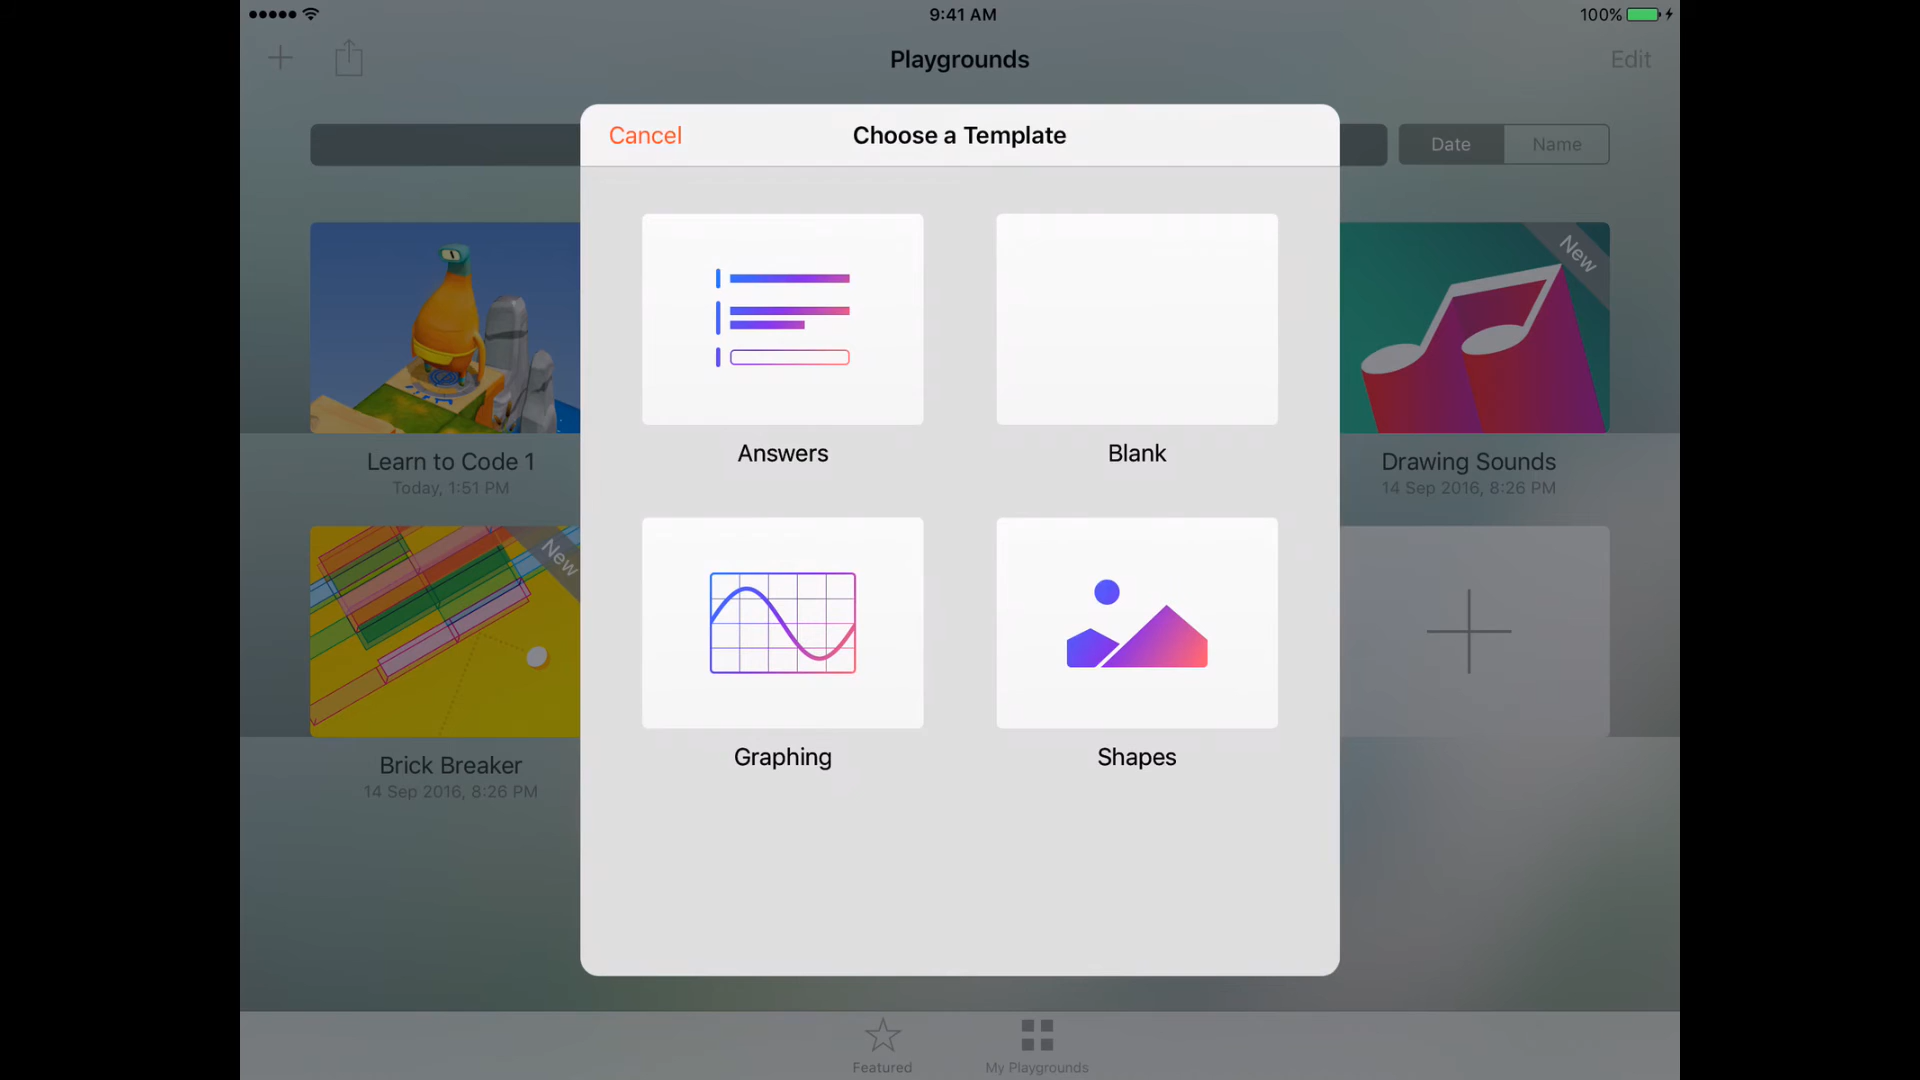 9:41 AM
100%
Playgrounds
Edit
Cancel
Choose a Template
Date
Name
New
Answers
Blank
Learn to Code 1
Today, 1:51 PM
Drawing Sounds
14 Sep 2016, 8:26 PM
New
Graphing
Shapes
Brick Breaker
14 Sep 2016, 8:26 PM
Featured
My Playgrounds